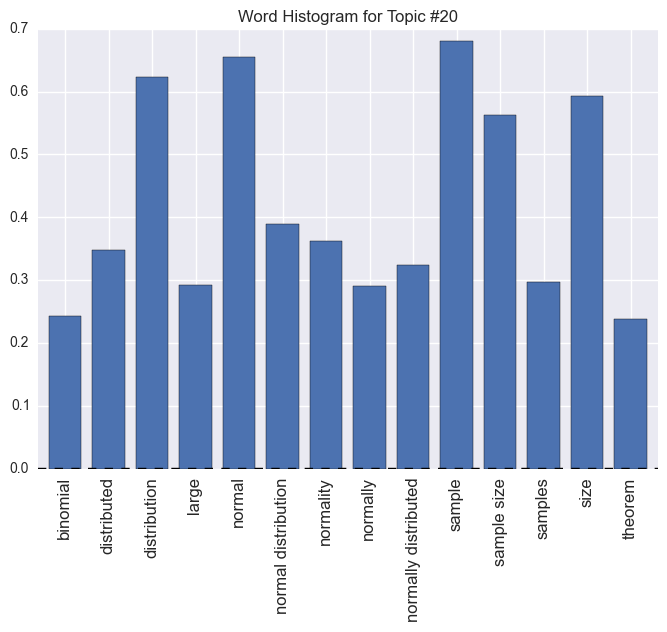 Word Histogram for Topic #20
0.7
0.6
0.5
0.4
0.3
0.2
0.1
0.0
binomial
distributed
distribution
large
normal
normal distribution
normality
normally
normally distributed
sample
sample size
samples
size
theorem